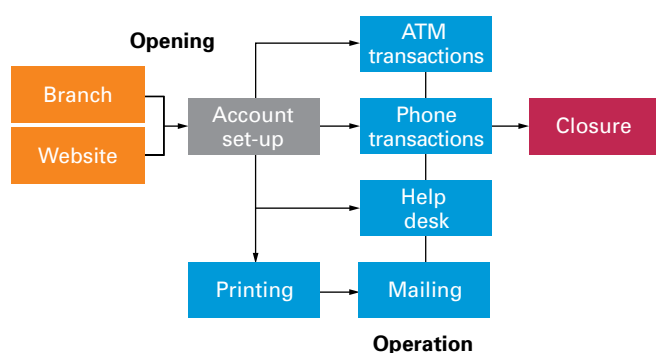 Opening
ATM
transactions
Branch
Website
Account
set-up
Phone
transactions
Closure
Help
desk
Printing
Mailing
Operation